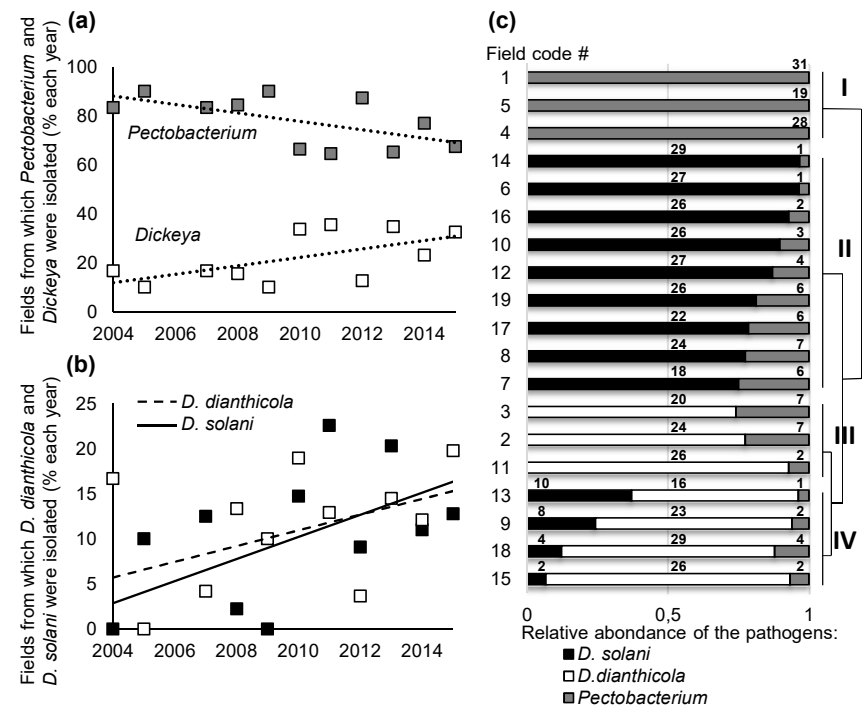 (a)
Fields from which Pectobacterium and
Dickeya were isolated (% each year)
100
80
60
40
20
0
Pectobacterium
Dickeya
2004 2006 2008 2010 2012 2014
(b)
Fields from which D. dianthicola and
D. solani were isolated (% each year)
25
20
15
10
5
0
D. dianthicola
D. solani
2004 2006 2008 2010 2012 2014
(c)
Field code #
1 31
5 19
4 28
14 29 1
6 27 1
16 26 2
10 26 3
12 27 4
19 26 6
17 22 6
8 24 7
7 18 6
3 20 7
2 24 7
11 26 2
13 10 16 1
9 8 23 2
18 4 29 4
15 2 26 2
I
II
III
IV
0 0,5 1
Relative abundance of the pathogens:
D. solani
D.dianthicola
Pectobacterium